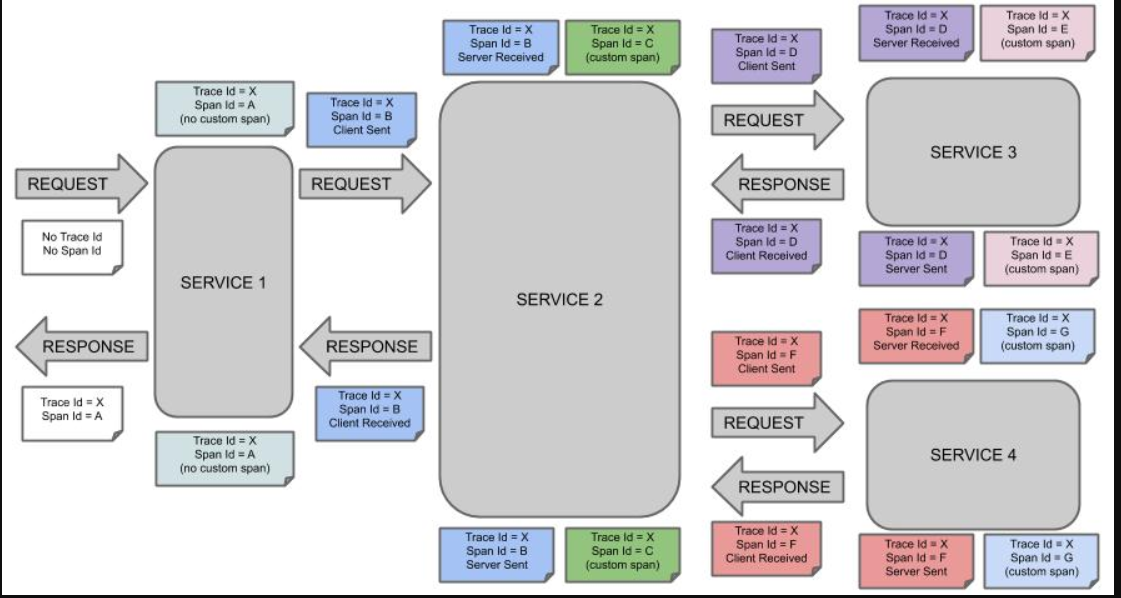 Trace Id = X
Span Id = A
(no custom span)
Trace Id = X
Span Id = B
Client Sent
REQUEST
No Trace Id
No Span Id
SERVICE 1
REQUEST
RESPONSE
Trace Id = X
Span Id = A
Trace Id = X
Span Id = A
(no custom span)
RESPONSE
Trace Id = X
Span Id = B
Client Received
Trace Id = X
Span Id = B
Server Received
Trace Id = X
Span Id = C
(custom span)
SERVICE 2
Trace Id = X
Span Id = B
Server Sent
Trace Id = X
Span Id = C
(custom span)
Trace Id = X
Span Id = D
Client Sent
REQUEST
RESPONSE
Trace Id = X
Span Id = D
Client Received
Trace Id = X
Span Id = D
Server Received
Trace Id = X
Span Id = E
(custom span)
SERVICE 3
Trace Id = X
Span Id = D
Server Sent
Trace Id = X
Span Id = E
(custom span)
Trace Id = X
Span Id = F
Client Sent
REQUEST
RESPONSE
Trace Id = X
Span Id = F
Client Received
Trace Id = X
Span Id = F
Server Received
Trace Id = X
Span Id = G
(custom span)
SERVICE 4
Trace Id = X
Span Id = F
Server Sent
Trace Id = X
Span Id = G
(custom span)